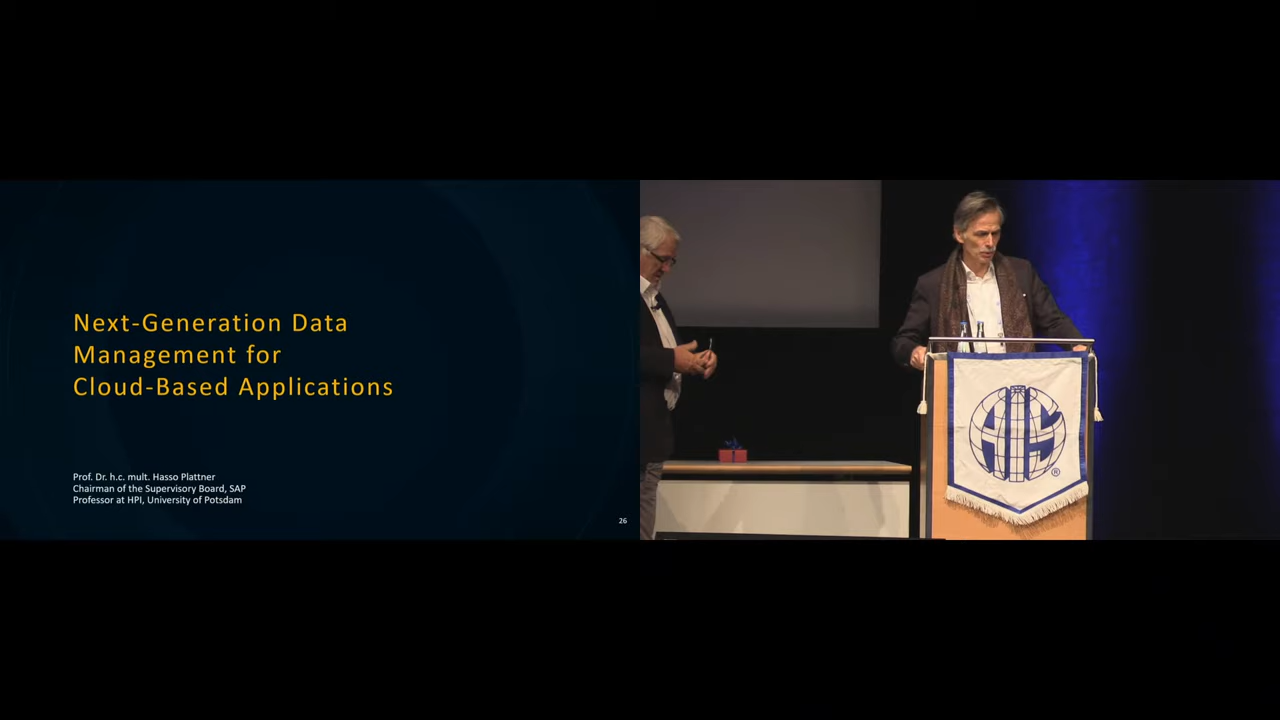 Next-Generation Data
Management for
Cloud-Based Applications
Prof. Dr. h.c. mult. Hasso Plattner
Chairman of the Supervisory Board, SAP
Professor at HPI, University of Potsdam
26
AIS
®